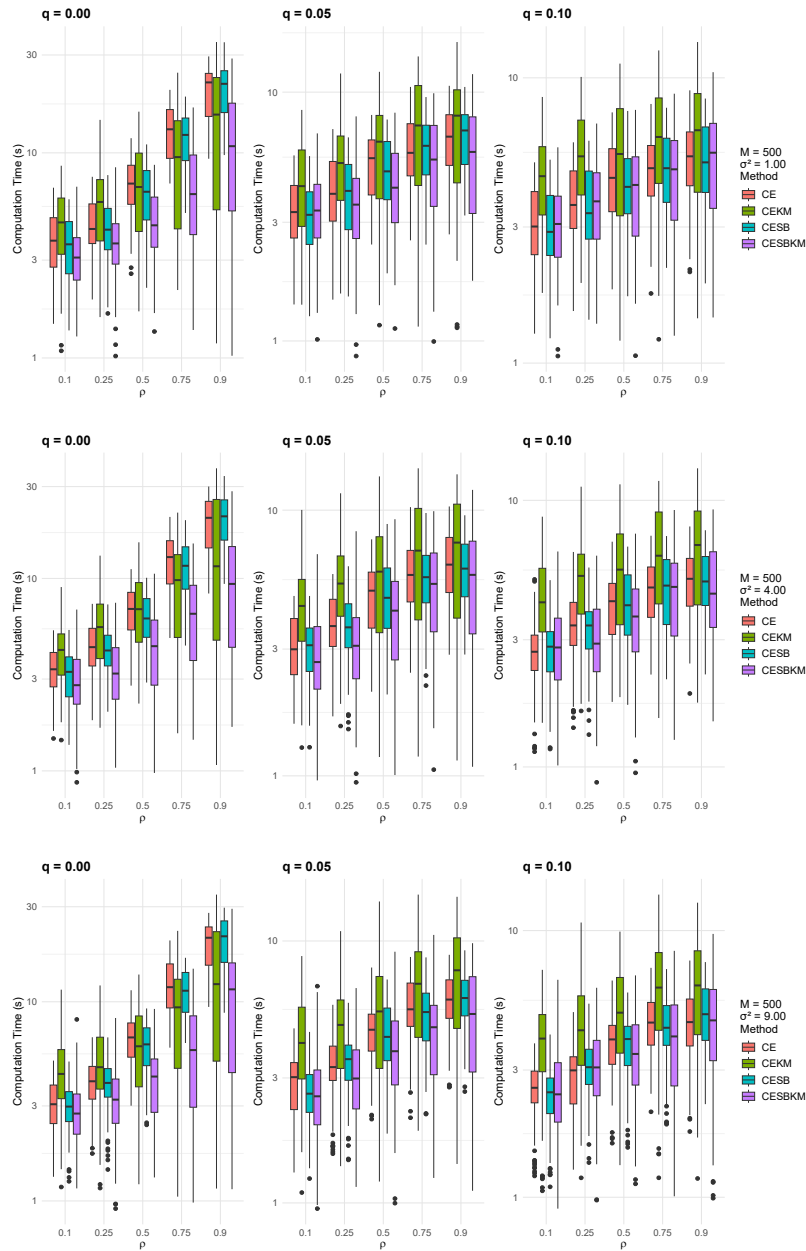 q = 0.00
q = 0.05
q = 0.10
Computation Time (s)
30
10
3
1
0.1 0.25 0.5 0.75 0.9
ρ
Computation Time (s)
10
3
1
0.1 0.25 0.5 0.75 0.9
ρ
Computation Time (s)
10
3
1
0.1 0.25 0.5 0.75 0.9
ρ
M = 500
σ² = 1.00
Method
CE
CEKM
CESB
CESBKM
q = 0.00
q = 0.05
q = 0.10
Computation Time (s)
30
10
3
1
0.1 0.25 0.5 0.75 0.9
ρ
Computation Time (s)
10
3
1
0.1 0.25 0.5 0.75 0.9
ρ
Computation Time (s)
10
3
1
0.1 0.25 0.5 0.75 0.9
ρ
M = 500
σ² = 4.00
Method
CE
CEKM
CESB
CESBKM
q = 0.00
q = 0.05
q = 0.10
Computation Time (s)
30
10
3
1
0.1 0.25 0.5 0.75 0.9
ρ
Computation Time (s)
10
3
1
0.1 0.25 0.5 0.75 0.9
ρ
Computation Time (s)
10
3
1
0.1 0.25 0.5 0.75 0.9
ρ
M = 500
σ² = 9.00
Method
CE
CEKM
CESB
CESBKM